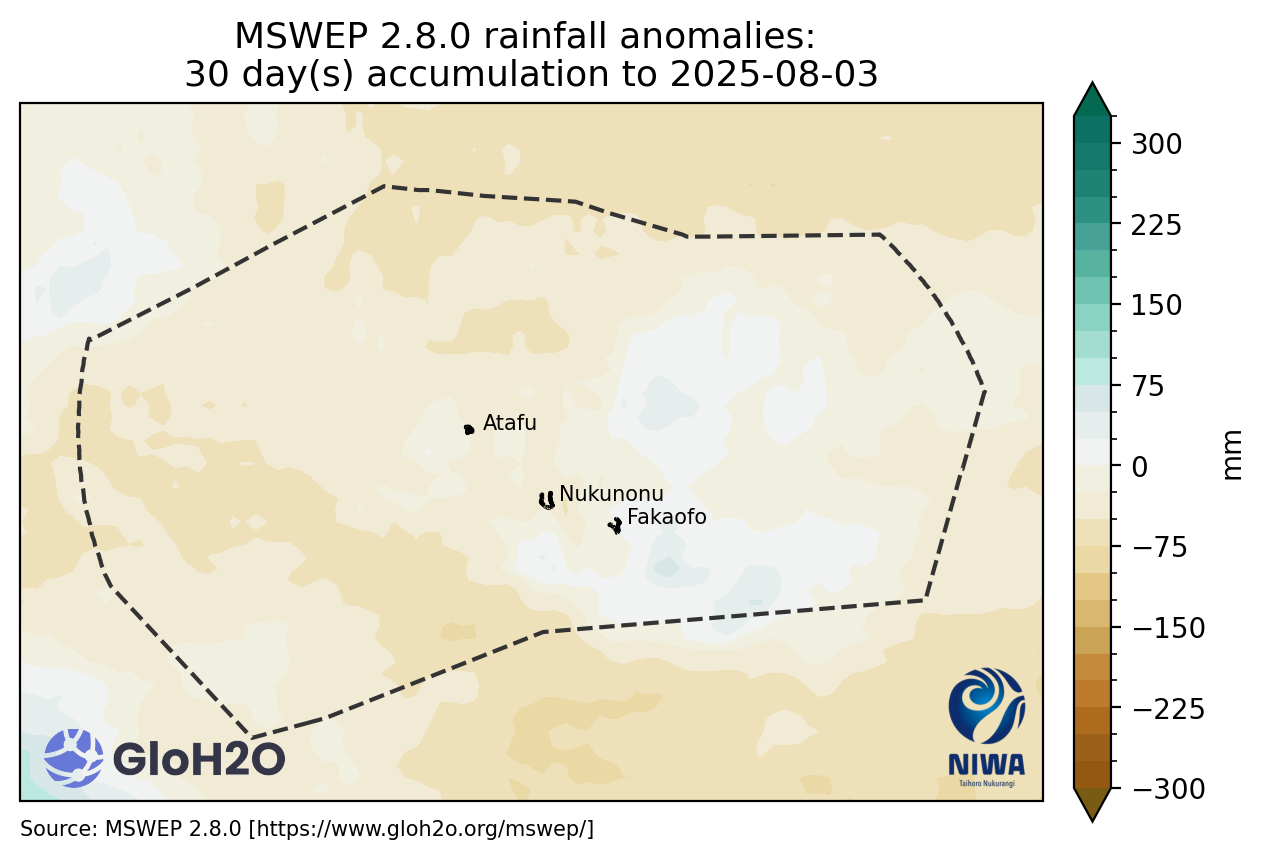 MSWEP 2.8.0 rainfall anomalies:
30 day(s) accumulation to 2025-08-03
300
225
150
75
0
−75
−150
−225
−300
mm
Atafu
Nukunonu
Fakaofo
GloH2O
NIWA
Taihoro Nukurangi
Source: MSWEP 2.8.0 [https://www.gloh2o.org/mswep/]